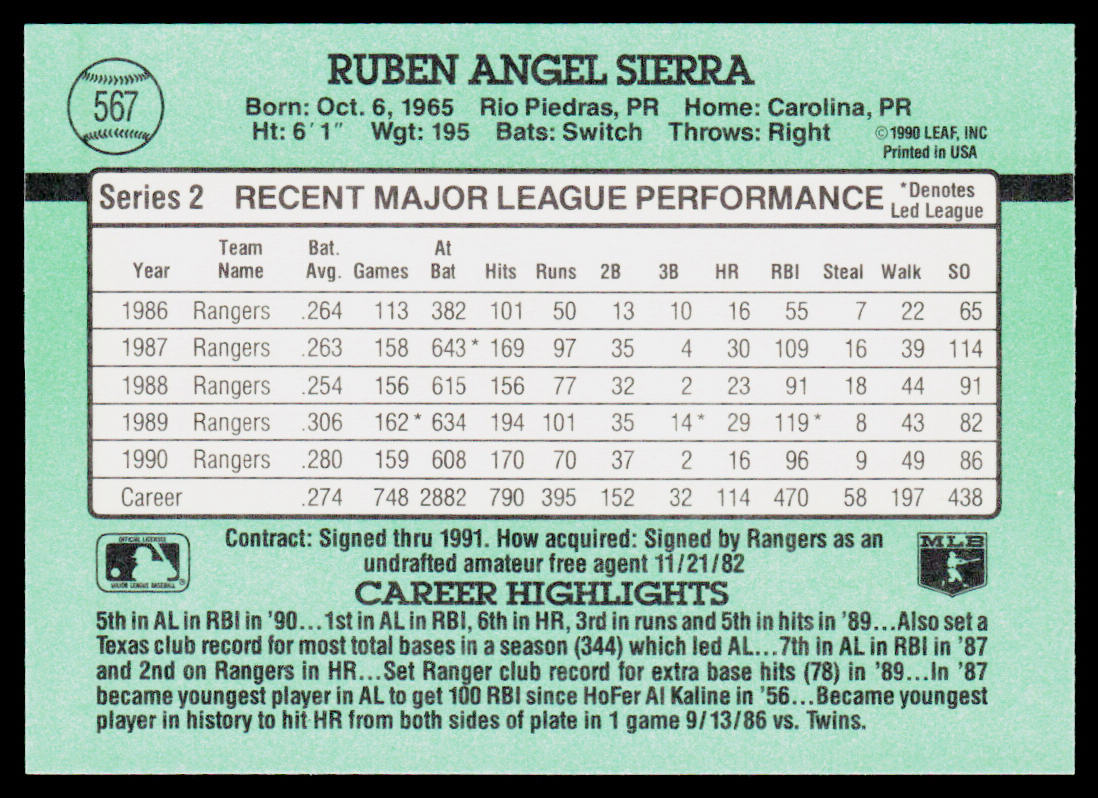 567
RUBEN ANGEL SIERRA
Born: Oct. 6, 1965 Rio Piedras, PR Home: Carolina, PR
Ht: 6' 1" Wgt: 195 Bats: Switch Throws: Right
©1990 LEAF, INC
Printed in USA
Series 2 RECENT MAJOR LEAGUE PERFORMANCE
*Denotes
Led League
Year Team Name Bat. Avg. Games At Bat Hits Runs 2B 3B HR RBI Steal Walk SO
1986 Rangers .264 113 382 101 50 13 10 16 55 7 22 65
1987 Rangers .263 158 643* 169 97 35 4 30 109 16 39 114
1988 Rangers .254 156 615 156 77 32 2 23 91 18 44 91
1989 Rangers .306 162* 634 194 101 35 14* 29 119* 8 43 82
1990 Rangers .280 159 608 170 70 37 2 16 96 9 49 86
Career .274 748 2882 790 395 152 32 114 470 58 197 438
Contract: Signed thru 1991. How acquired: Signed by Rangers as an
undrafted amateur free agent 11/21/82
OFFICIAL LICENSEE
MAJOR LEAGUE BASEBALL
®
MLB
CAREER HIGHLIGHTS
5th in AL in RBI in '90...1st in AL in RBI, 6th in HR, 3rd in runs and 5th in hits in '89...Also set a
Texas club record for most total bases in a season (344) which led AL...7th in AL in RBI in '87
and 2nd on Rangers in HR...Set Ranger club record for extra base hits (78) in '89...In '87
became youngest player in AL to get 100 RBI since HoFer Al Kaline in '56...Became youngest
player in history to hit HR from both sides of plate in 1 game 9/13/86 vs. Twins.